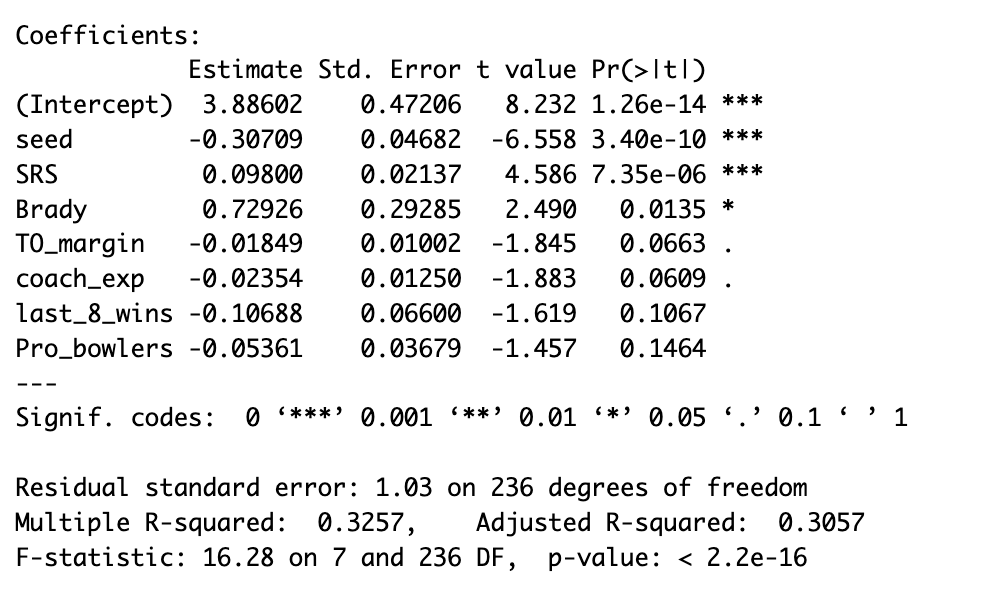 Coefficients:
             Estimate Std. Error t value Pr(>|t|)
(Intercept)  3.88602    0.47206   8.232 1.26e-14 ***
seed        -0.30709    0.04682  -6.558 3.40e-10 ***
SRS          0.09800    0.02137   4.586 7.35e-06 ***
Brady        0.72926    0.29285   2.490   0.0135 *
TO_margin   -0.01849    0.01002  -1.845   0.0663 .
coach_exp   -0.02354    0.01250  -1.883   0.0609 .
last_8_wins -0.10688    0.06600  -1.619   0.1067
Pro_bowlers -0.05361    0.03679  -1.457   0.1464
---
Signif. codes:  0 ‘***’ 0.001 ‘**’ 0.01 ‘*’ 0.05 ‘.’ 0.1 ‘ ’ 1

Residual standard error: 1.03 on 236 degrees of freedom
Multiple R-squared:  0.3257,    Adjusted R-squared:  0.3057
F-statistic: 16.28 on 7 and 236 DF,  p-value: < 2.2e-16